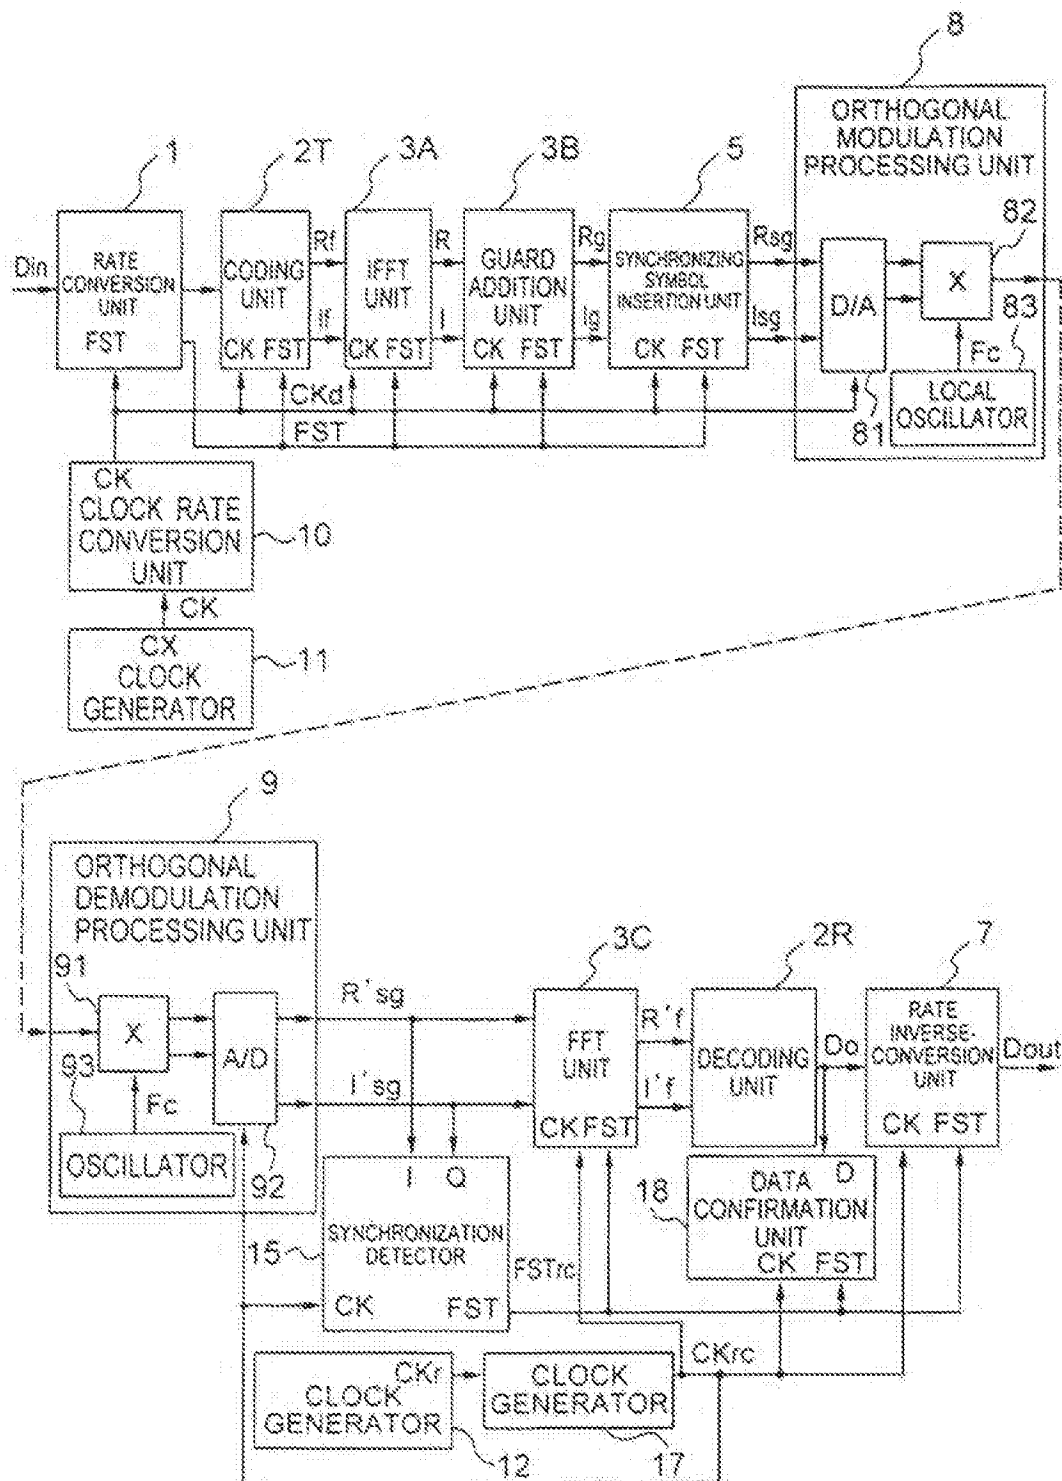 8
ORTHOGONAL
MODULATION
PROCESSING UNIT
1
2T
3A
3B
5
82
Din
RATE
CONVERSION
UNIT
FST
CODING
UNIT
CK FST
Rf
If
IFFT
UNIT
CK FST
R
I
GUARD
ADDITION
UNIT
CK FST
Rg
Ig
SYNCHRONIZING
SYMBOL
INSERTION UNIT
CK FST
Rsg
Isg
D/A
X
83
Fc
LOCAL
OSCILLATOR
81
CKd
FST
CK
CLOCK RATE
CONVERSION
UNIT
10
CK
CX
CLOCK
GENERATOR
11
9
ORTHOGONAL
DEMODULATION
PROCESSING UNIT
91
X
93
Fc
OSCILLATOR
A/D
92
R'sg
I'sg
3C
FFT
UNIT
CKFST
R'f
I'f
2R
DECODING
UNIT
Do
7
RATE
INVERSE-
CONVERSION
UNIT
CK FST
Dout
I Q
15
SYNCHRONIZATION
DETECTOR
CK FST
FSTrc
18
D
DATA
CONFIRMATION
UNIT
CK FST
CKrc
CKr
CLOCK
GENERATOR
12
CLOCK
GENERATOR
17